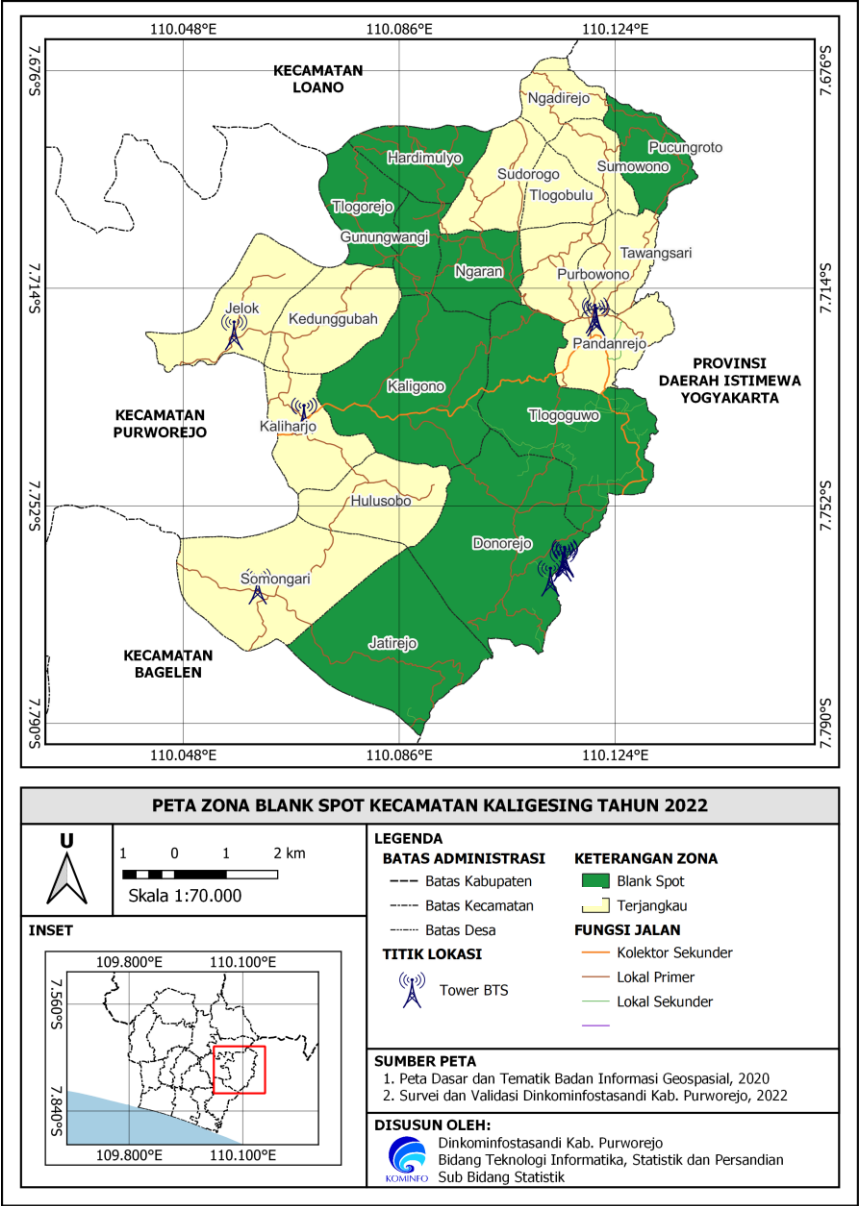 110.048°E 110.086°E 110.124°E
7.676°S
7.676°S
KECAMATAN
LOANO
Ngadirejo
Pucungroto
Hardimulyo
Sumowono
Sudorogo
Tlogobulu
Tlogorejo
Gunungwangi
Tawangsari
Ngaran
Purbowono
7.714°S
7.714°S
Jelok
Kedunggubah
Pandanrejo
PROVINSI
DAERAH ISTIMEWA
YOGYAKARTA
Kaligono
KECAMATAN
PURWOREJO
Tlogoguwo
Kaliharjo
Hulusobo
7.752°S
7.752°S
Donorejo
Somongari
Jatirejo
KECAMATAN
BAGELEN
7.790°S
7.790°S
110.048°E 110.086°E 110.124°E
PETA ZONA BLANK SPOT KECAMATAN KALIGESING TAHUN 2022
U
1 0 1 2 km
Skala 1:70.000
INSET
109.800°E 110.100°E
7.560°S
7.840°S
109.800°E 110.100°E
LEGENDA
BATAS ADMINISTRASI
Batas Kabupaten
Batas Kecamatan
Batas Desa
TITIK LOKASI
Tower BTS
KETERANGAN ZONA
Blank Spot
Terjangkau
FUNGSI JALAN
Kolektor Sekunder
Lokal Primer
Lokal Sekunder
SUMBER PETA
1. Peta Dasar dan Tematik Badan Informasi Geospasial, 2020
2. Survei dan Validasi Dinkominfostasandi Kab. Purworejo, 2022
DISUSUN OLEH:
Dinkominfostasandi Kab. Purworejo
Bidang Teknologi Informatika, Statistik dan Persandian
Sub Bidang Statistik
KOMINFO